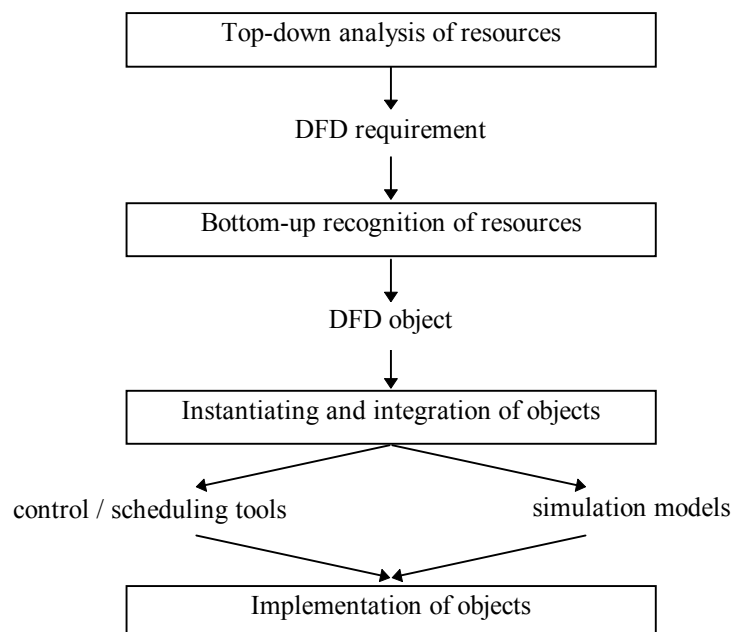 Top-down analysis of resources
DFD requirement
Bottom-up recognition of resources
DFD object
Instantiating and integration of objects
control / scheduling tools
simulation models
Implementation of objects